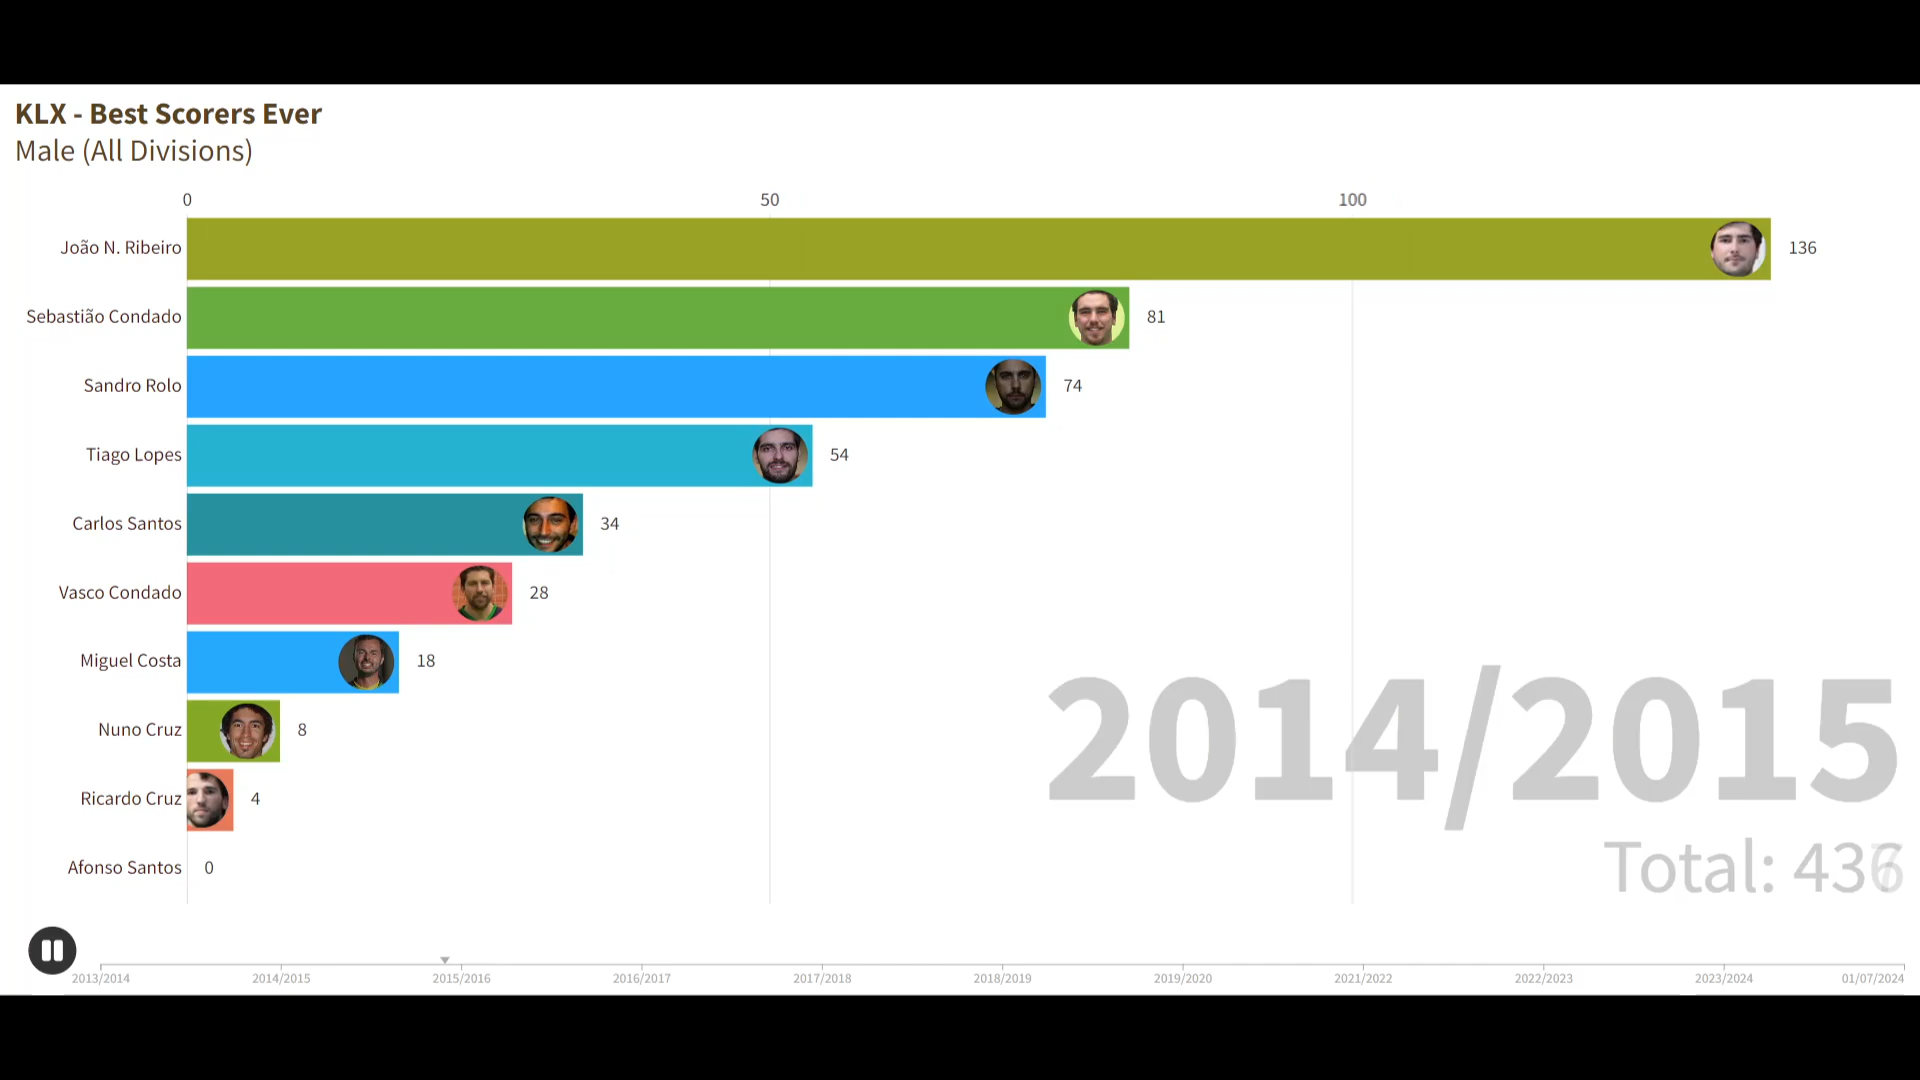 KLX - Best Scorers Ever
Male (All Divisions)
0 50 100
João N. Ribeiro 136
Sebastião Condado 81
Sandro Rolo 74
Tiago Lopes 54
Carlos Santos 34
Vasco Condado 28
Miguel Costa 18
Nuno Cruz 8
Ricardo Cruz 4
Afonso Santos 0
2014/2015
Total: 436
2013/2014 2014/2015 2015/2016 2016/2017 2017/2018 2018/2019 2019/2020 2021/2022 2022/2023 2023/2024 01/07/2024